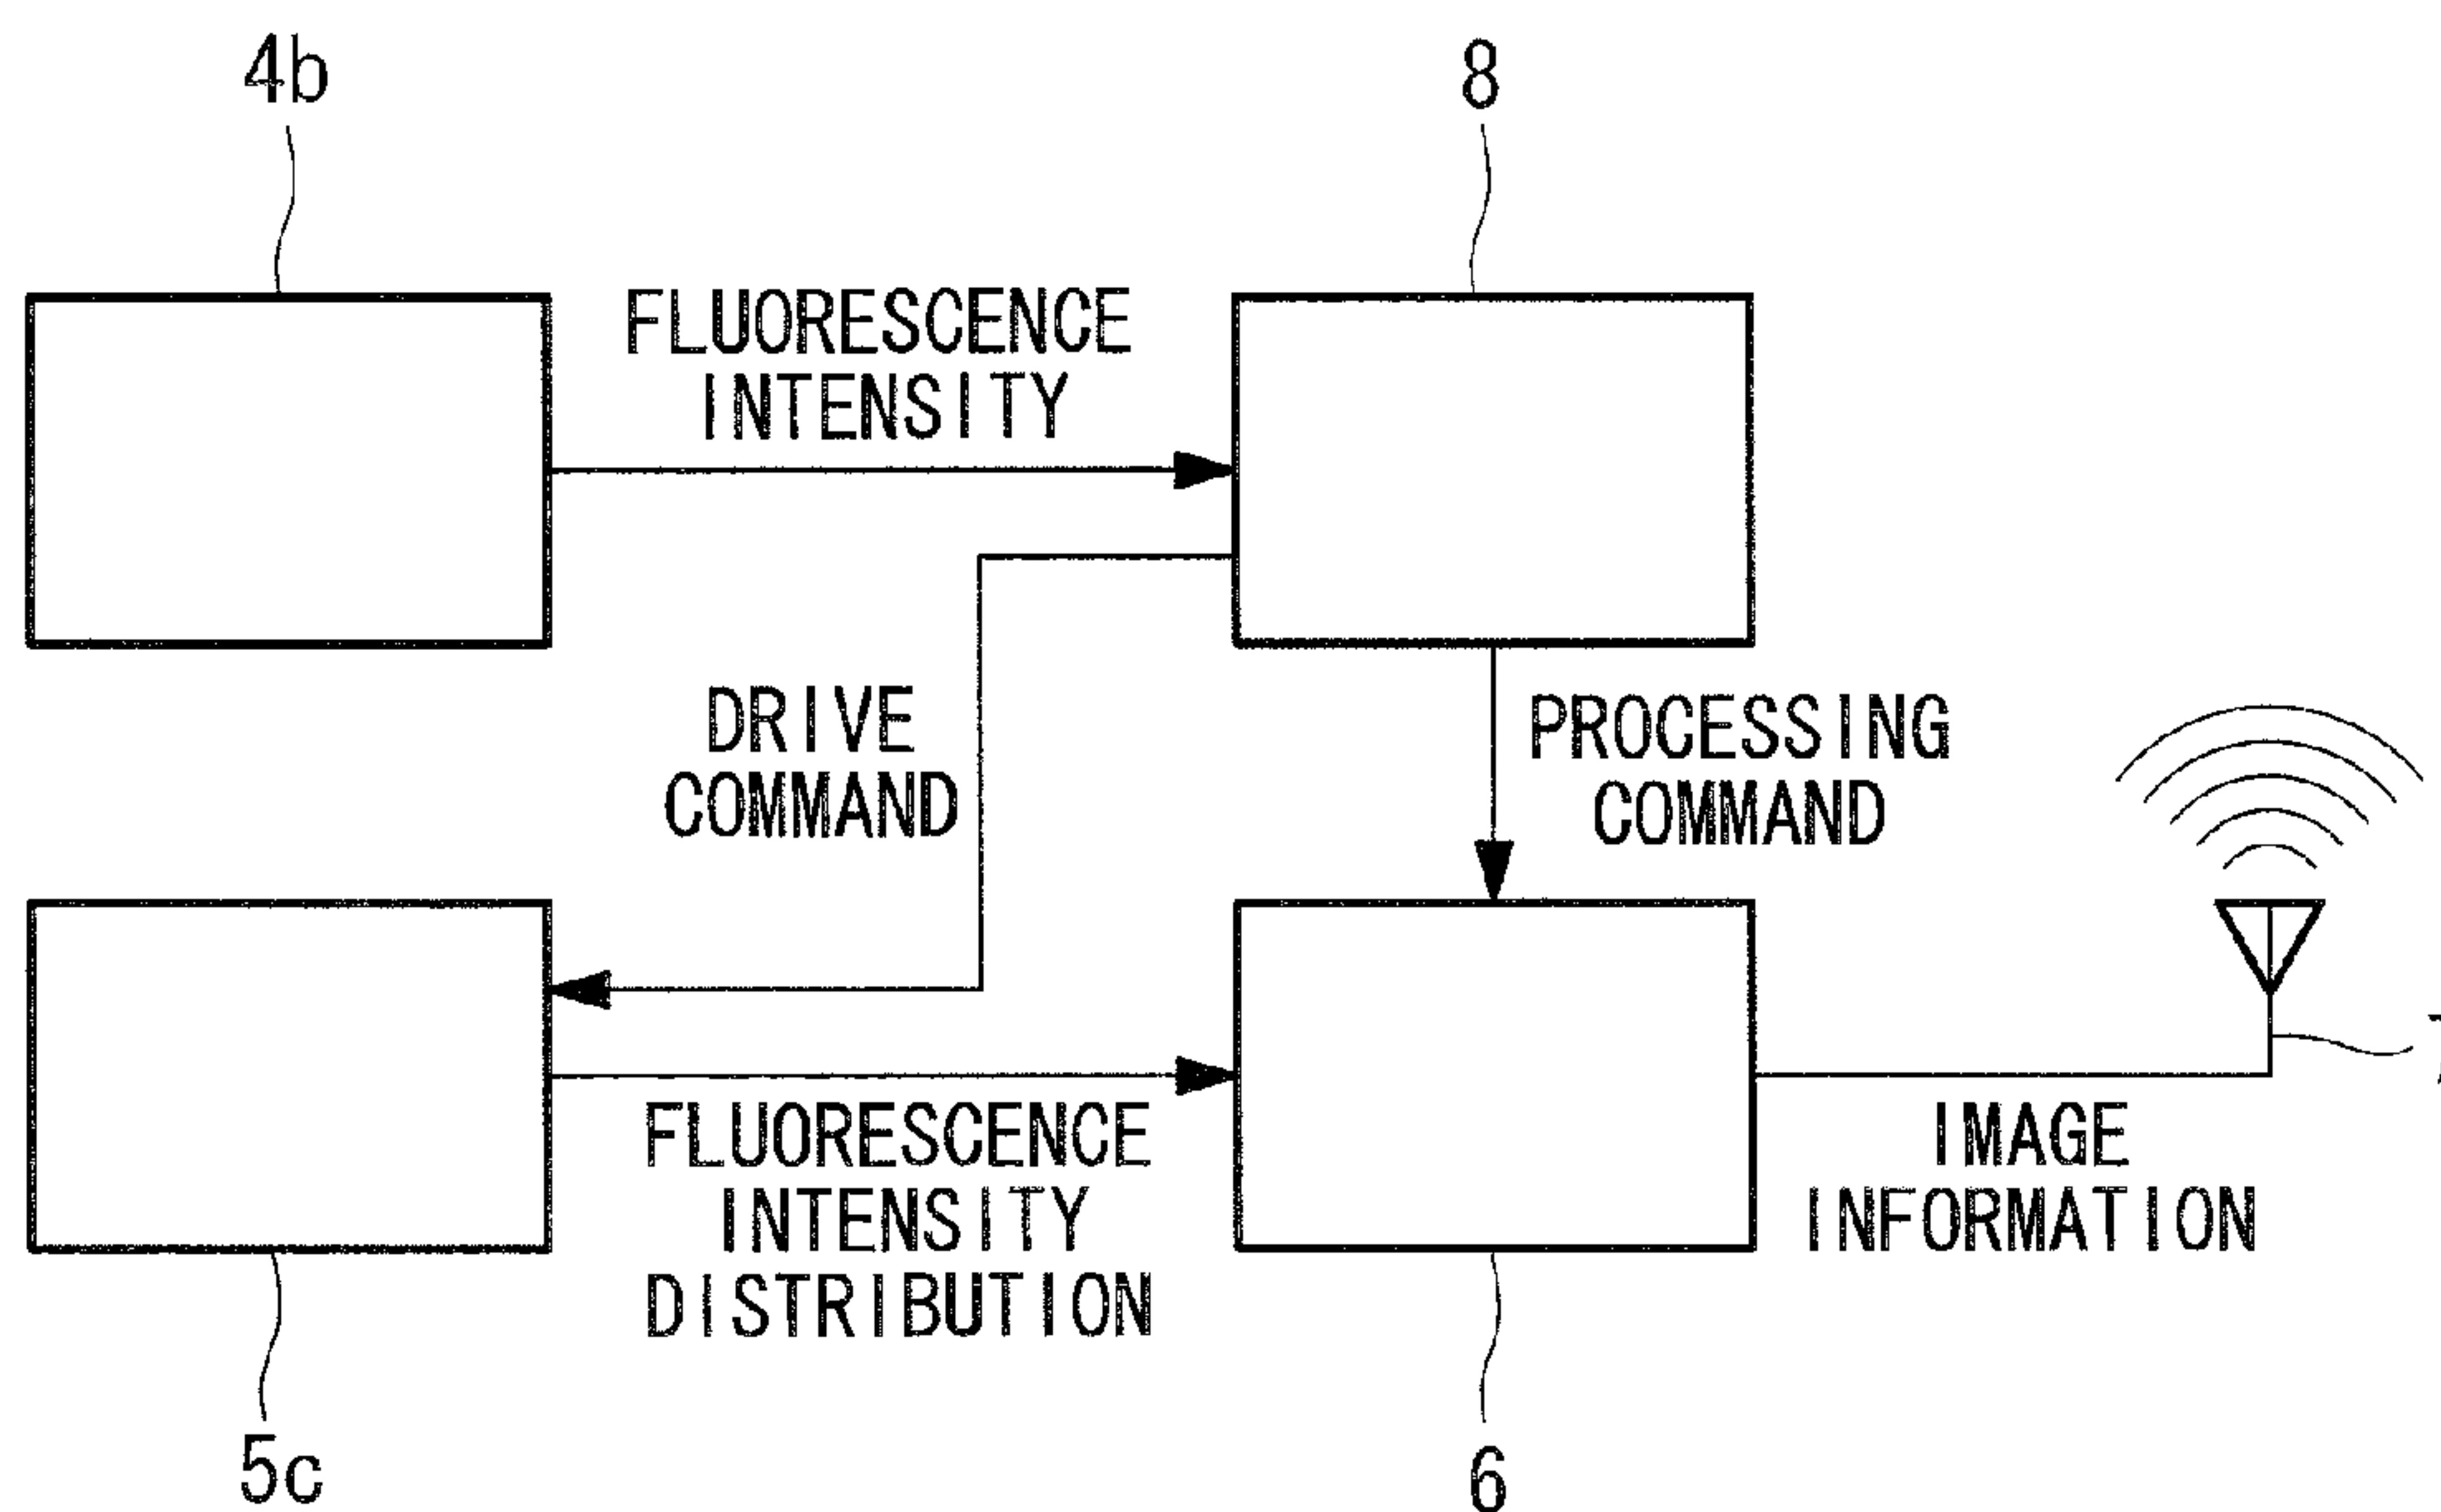 4b
8
FLUORESCENCE
INTENSITY
DRIVE
COMMAND
PROCESSING
COMMAND
FLUORESCENCE
INTENSITY
DISTRIBUTION
IMAGE
INFORMATION
5c
6